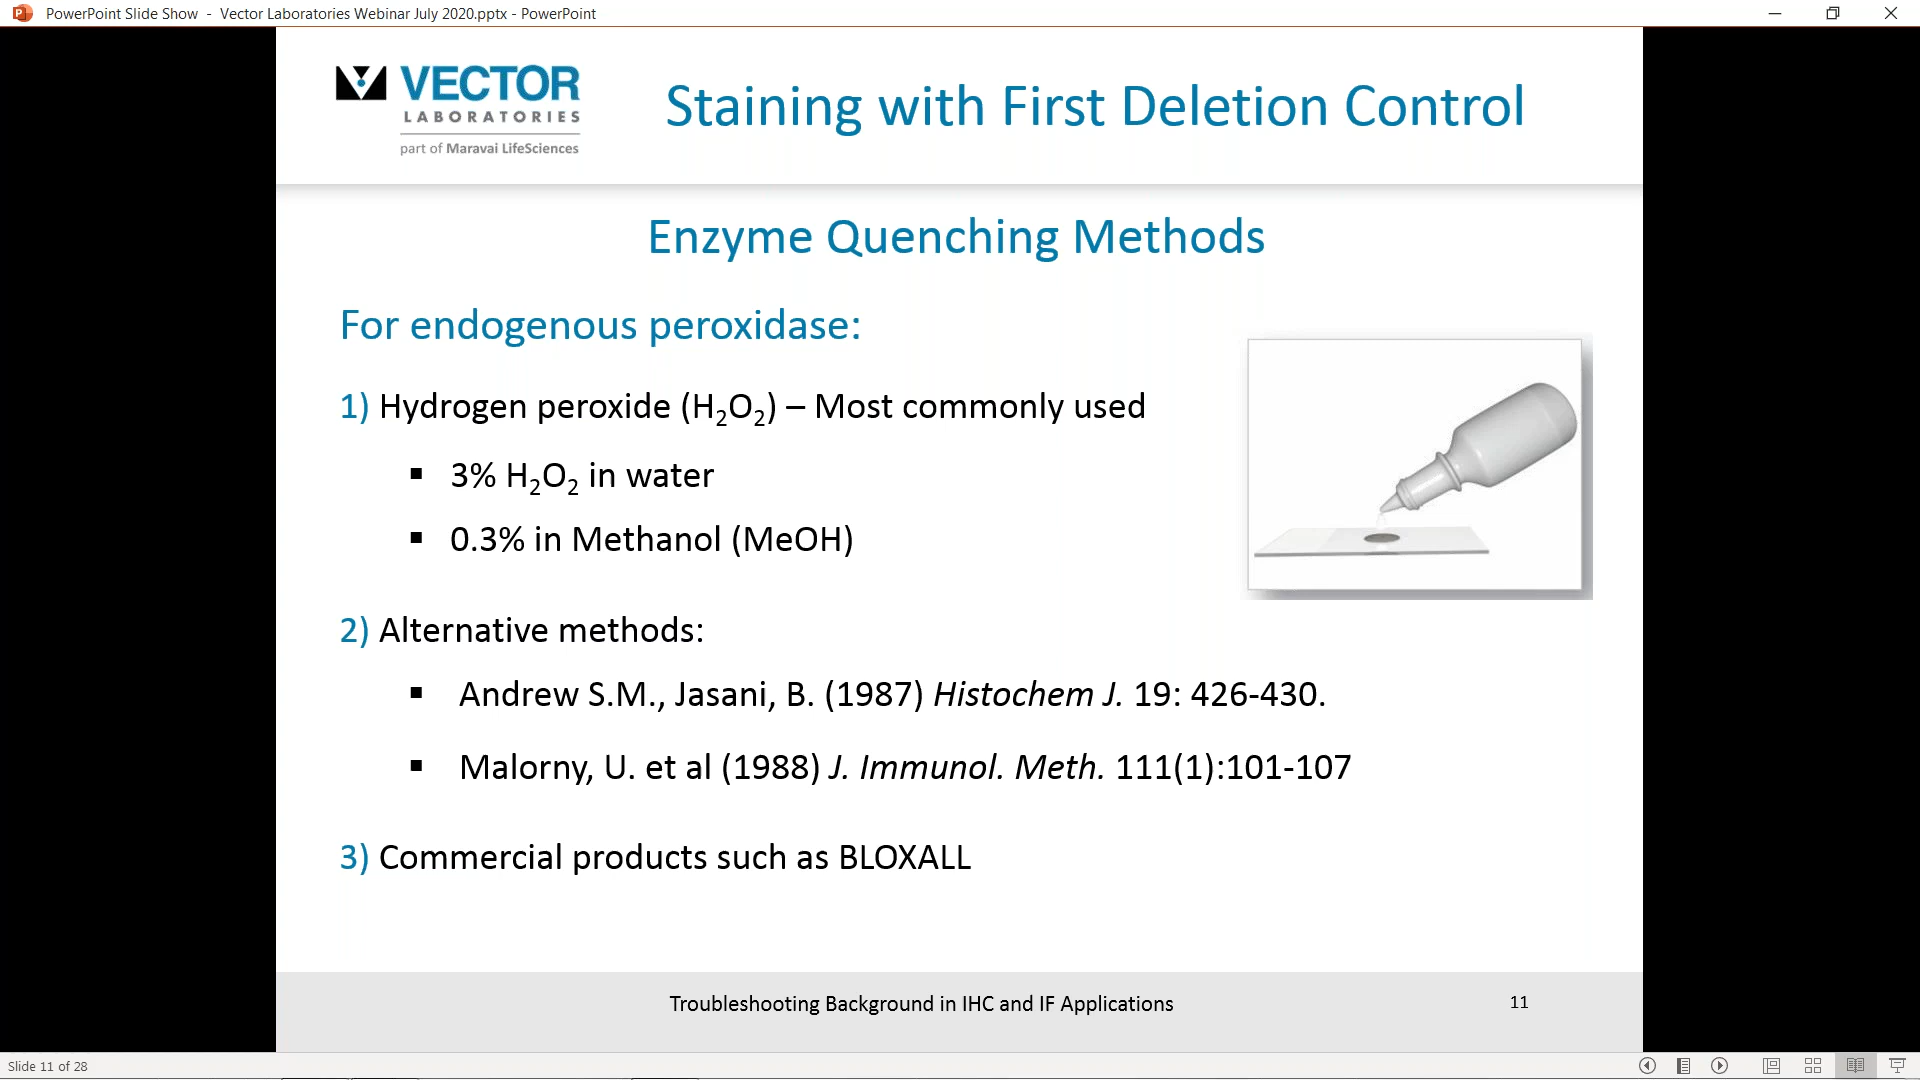 PowerPoint Slide Show - Vector Laboratories Webinar July 2020.pptx - PowerPoint
VECTOR
LABORATORIES
part of Maravai LifeSciences
Staining with First Deletion Control
Enzyme Quenching Methods
For endogenous peroxidase:
1) Hydrogen peroxide (H₂O₂) – Most commonly used
▪ 3% H₂O₂ in water
▪ 0.3% in Methanol (MeOH)
2) Alternative methods:
▪ Andrew S.M., Jasani, B. (1987) Histochem J. 19: 426-430.
▪ Malorny, U. et al (1988) J. Immunol. Meth. 111(1):101-107
3) Commercial products such as BLOXALL
Troubleshooting Background in IHC and IF Applications
11
Slide 11 of 28